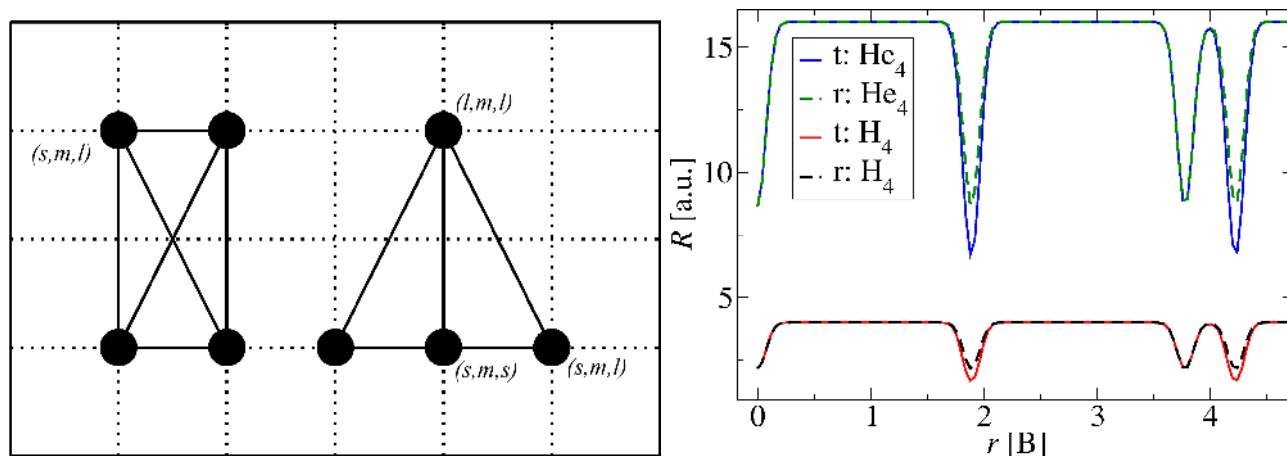 (l,m,l)
(s,m,l)
(s,m,s)
(s,m,l)
15
10
5
R [a.u.]
t: He4
r: He4
t: H4
r: H4
0
1
2
3
4
r [B]